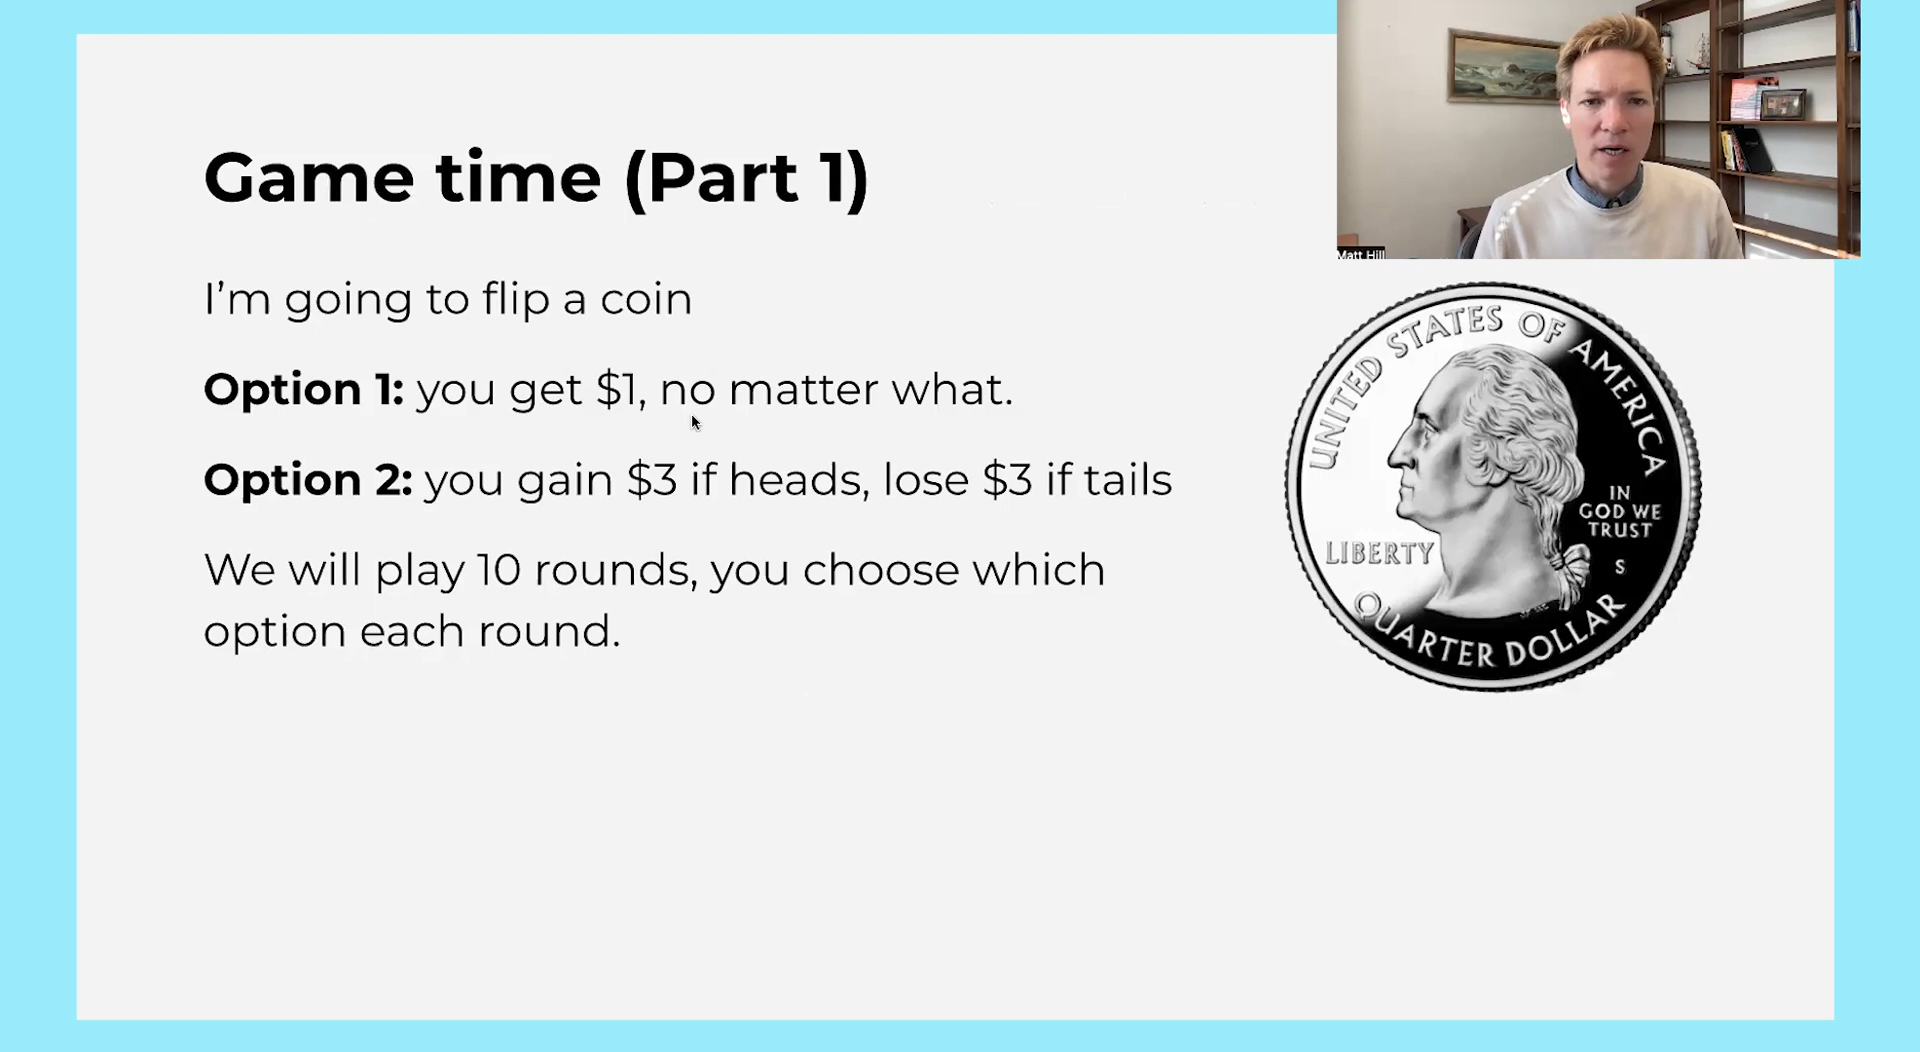 Game time (Part 1)
I'm going to flip a coin
Option 1: you get $1, no matter what.
Option 2: you gain $3 if heads, lose $3 if tails
We will play 10 rounds, you choose which
option each round.
Matt Hill
UNITED STATES OF AMERICA
IN
GOD WE
TRUST
LIBERTY
S
QUARTER DOLLAR